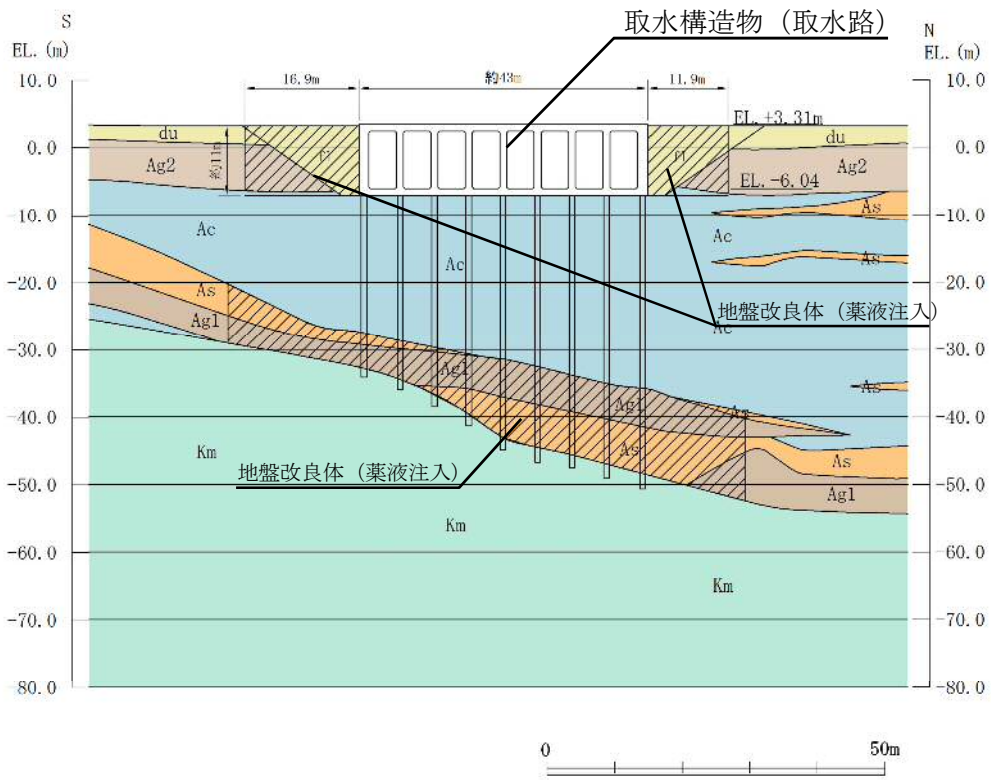 取水構造物（取水路）
S
N
EL. (m)
EL. (m)
10.0
16.9m
約43m
11.9m
10.0
EL.+3.31m
du
fl
fl
du
0.0
0.0
約11m
Ag2
Ag2
EL.-6.04
-10.0
As
-10.0
Ac
Ac
Ac
As
-20.0
As
-20.0
地盤改良体（薬液注入）
Ag1
Ac
-30.0
-30.0
Ag1
As
Ag1
As
-40.0
-40.0
Km
As
As
地盤改良体（薬液注入）
-50.0
Ag1
-50.0
Km
-60.0
-60.0
Km
-70.0
-70.0
-80.0
-80.0
0
50m